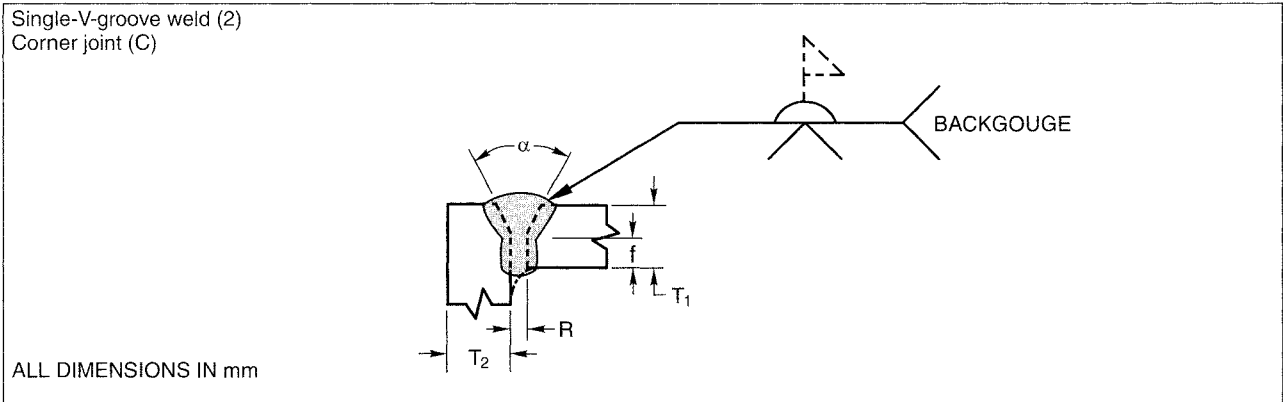 Single-V-groove weld (2)
Corner joint (C)
BACKGOUGE
α
f
T₁
R
T₂
ALL DIMENSIONS IN mm